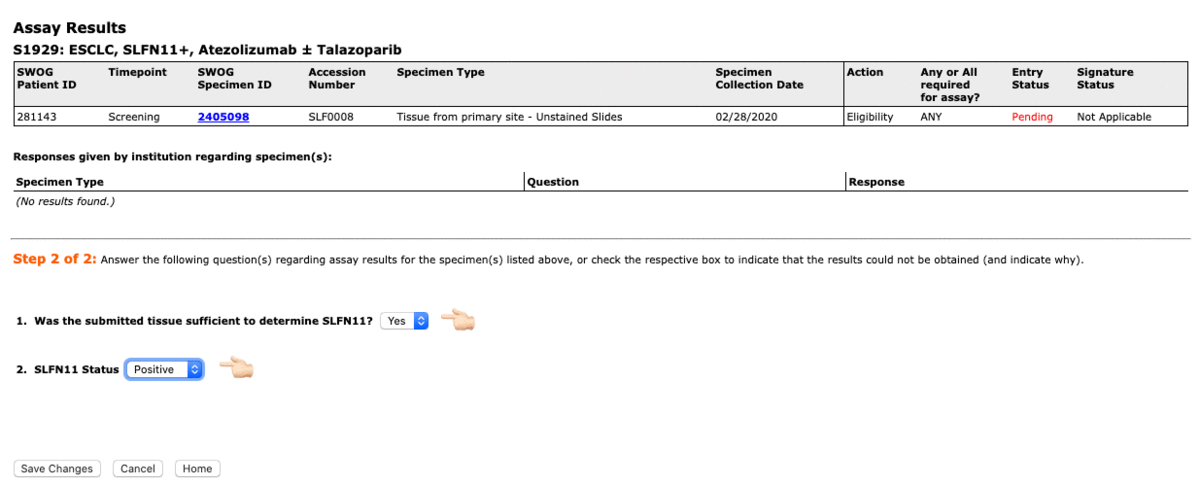 Assay Results
S1929: ESCLC, SLFN11+, Atezolizumab ± Talazoparib
SWOG Patient ID Timepoint SWOG Specimen ID Accession Number Specimen Type Specimen Collection Date Action Any or All required for assay? Entry Status Signature Status
281143 Screening 2405098 SLF0008 Tissue from primary site - Unstained Slides 02/28/2020 Eligibility ANY Pending Not Applicable
Responses given by institution regarding specimen(s):
Specimen Type Question Response
(No results found.)
Step 2 of 2: Answer the following question(s) regarding assay results for the specimen(s) listed above, or check the respective box to indicate that the results could not be obtained (and indicate why).
1. Was the submitted tissue sufficient to determine SLFN11? Yes
2. SLFN11 Status Positive
Save Changes Cancel Home